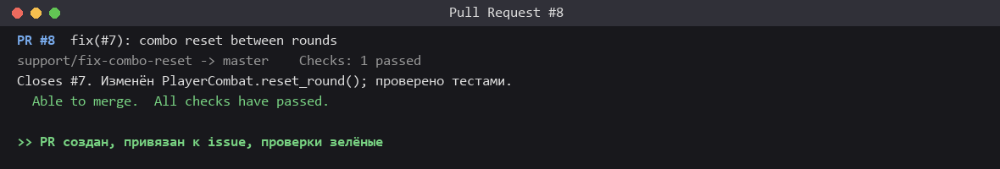 Pull Request #8
PR #8  fix(#7): combo reset between rounds
support/fix-combo-reset -> master    Checks: 1 passed
Closes #7. Изменён PlayerCombat.reset_round(); проверено тестами.
Able to merge.  All checks have passed.
>> PR создан, привязан к issue, проверки зелёные